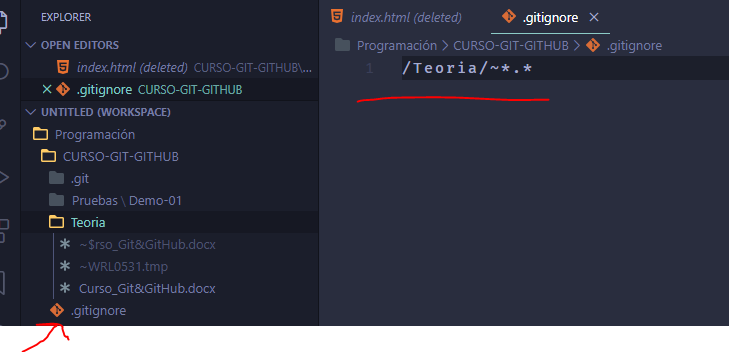 EXPLORER
OPEN EDITORS
index.html (deleted) CURSO-GIT-GITHUB\...
.gitignore CURSO-GIT-GITHUB
UNTITLED (WORKSPACE)
Programación
CURSO-GIT-GITHUB
.git
Pruebas \ Demo-01
Teoria
~$rso_Git&GitHub.docx
~WRL0531.tmp
Curso_Git&GitHub.docx
.gitignore
index.html (deleted) .gitignore
Programación > CURSO-GIT-GITHUB > .gitignore
1 /Teoria/~*.*